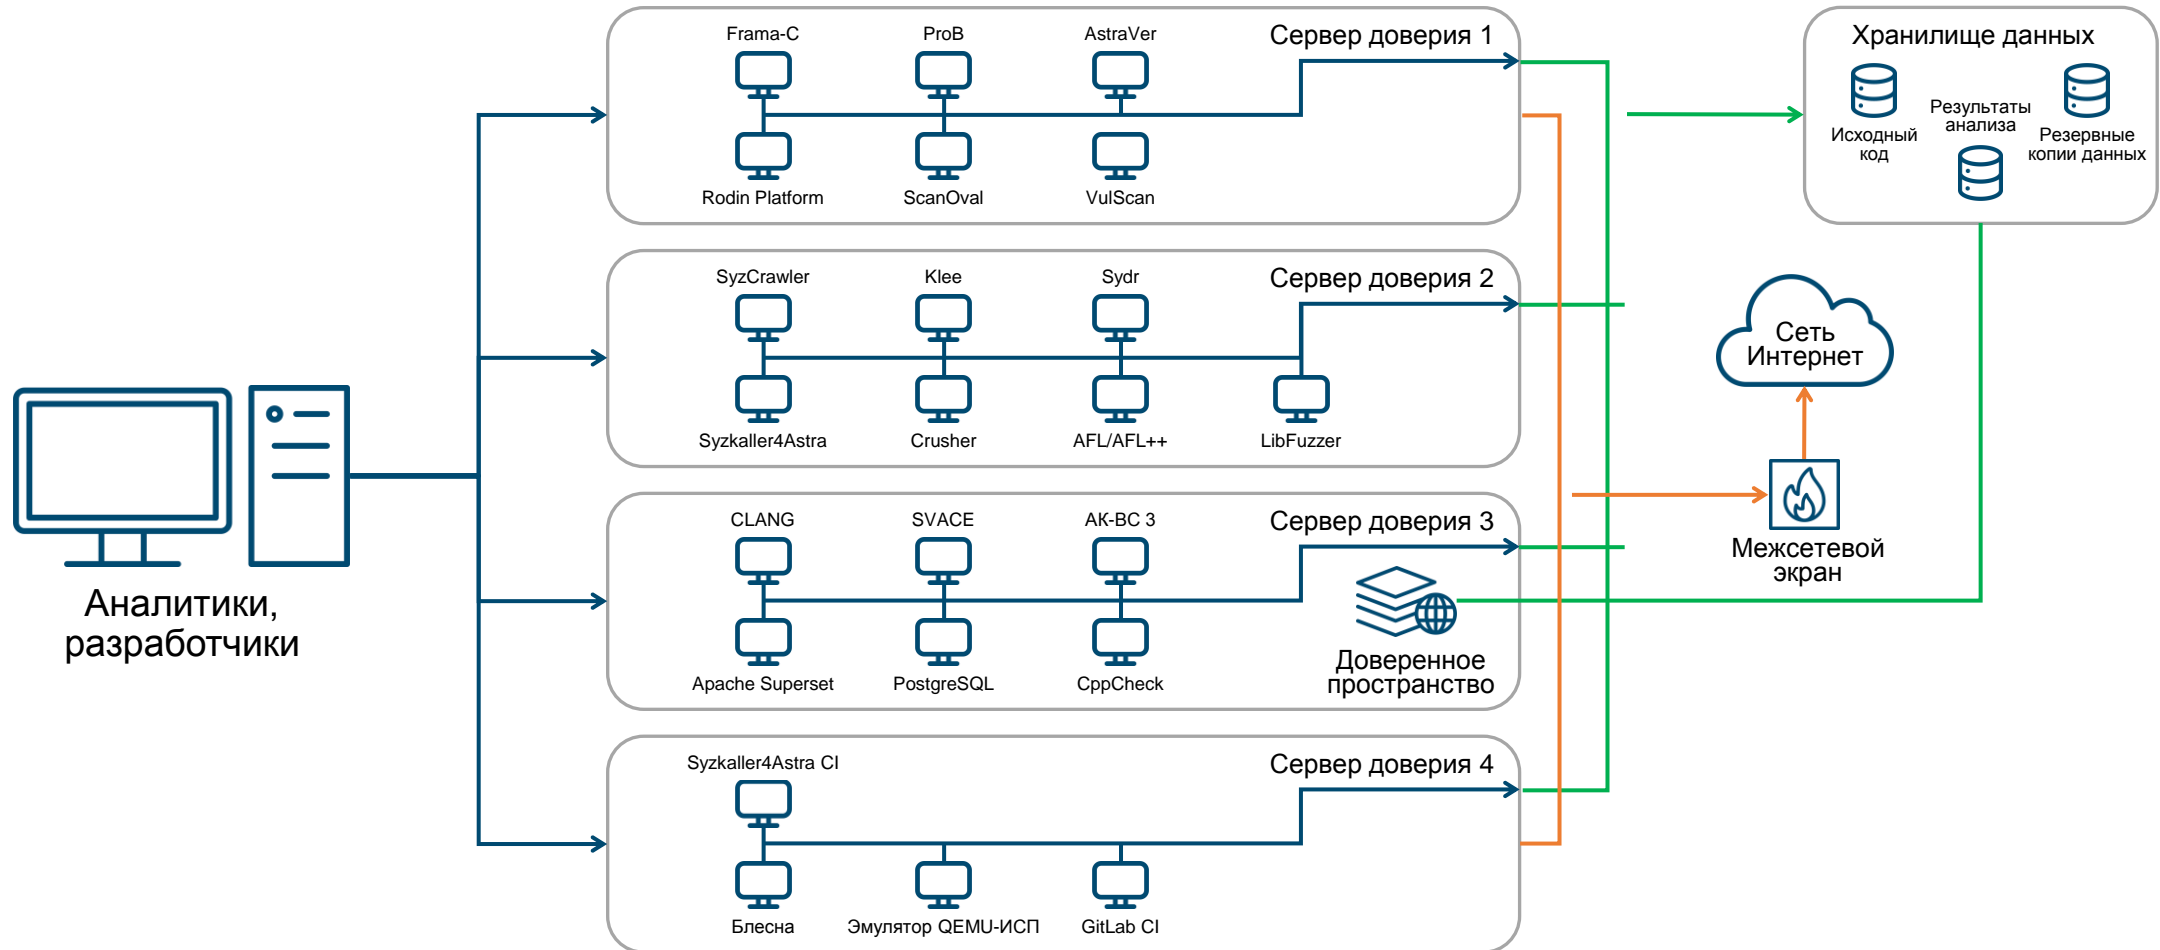 Frama-C
ProB
AstraVer
Сервер доверия 1
Rodin Platform
ScanOval
VulScan
SyzCrawler
Klee
Sydr
Сервер доверия 2
Syzkaller4Astra
Crusher
AFL/AFL++
LibFuzzer
CLANG
SVACE
АК-ВС 3
Сервер доверия 3
Apache Superset
PostgreSQL
CppCheck
Доверенное
пространство
Syzkaller4Astra CI
Сервер доверия 4
Блесна
Эмулятор QEMU-ИСП
GitLab CI
Аналитики,
разработчики
Хранилище данных
Исходный
код
Результаты
анализа
Резервные
копии данных
Сеть
Интернет
Межсетевой
экран